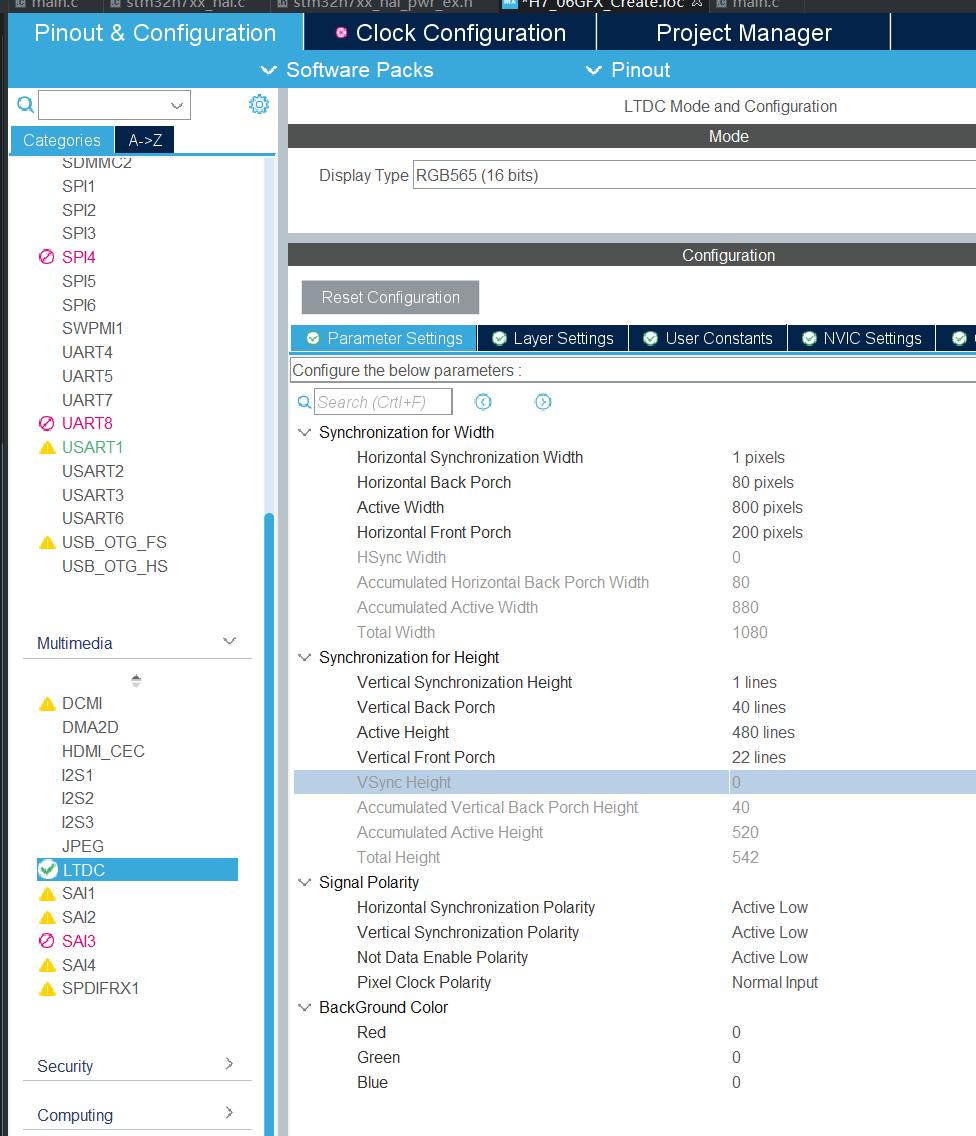 main.c stm32h7xx_hal.c stm32h7xx_hal_pwr_ex.h *H7_06GFX_Create.ioc main.c
Pinout & Configuration Clock Configuration Project Manager
Software Packs Pinout
LTDC Mode and Configuration
Categories A->Z
Mode
SDMMC2
SPI1
SPI2
SPI3
SPI4
SPI5
SPI6
SWPMI1
UART4
UART5
UART7
UART8
USART1
USART2
USART3
USART6
USB_OTG_FS
USB_OTG_HS
Multimedia
DCMI
DMA2D
HDMI_CEC
I2S1
I2S2
I2S3
JPEG
LTDC
SAI1
SAI2
SAI3
SAI4
SPDIFRX1
Security
Computing
Display Type RGB565 (16 bits)
Configuration
Reset Configuration
Parameter Settings Layer Settings User Constants NVIC Settings
Configure the below parameters :
Search (Crtl+F)
Synchronization for Width
Horizontal Synchronization Width 1 pixels
Horizontal Back Porch 80 pixels
Active Width 800 pixels
Horizontal Front Porch 200 pixels
HSync Width 0
Accumulated Horizontal Back Porch Width 80
Accumulated Active Width 880
Total Width 1080
Synchronization for Height
Vertical Synchronization Height 1 lines
Vertical Back Porch 40 lines
Active Height 480 lines
Vertical Front Porch 22 lines
VSync Height 0
Accumulated Vertical Back Porch Height 40
Accumulated Active Height 520
Total Height 542
Signal Polarity
Horizontal Synchronization Polarity Active Low
Vertical Synchronization Polarity Active Low
Not Data Enable Polarity Active Low
Pixel Clock Polarity Normal Input
BackGround Color
Red 0
Green 0
Blue 0